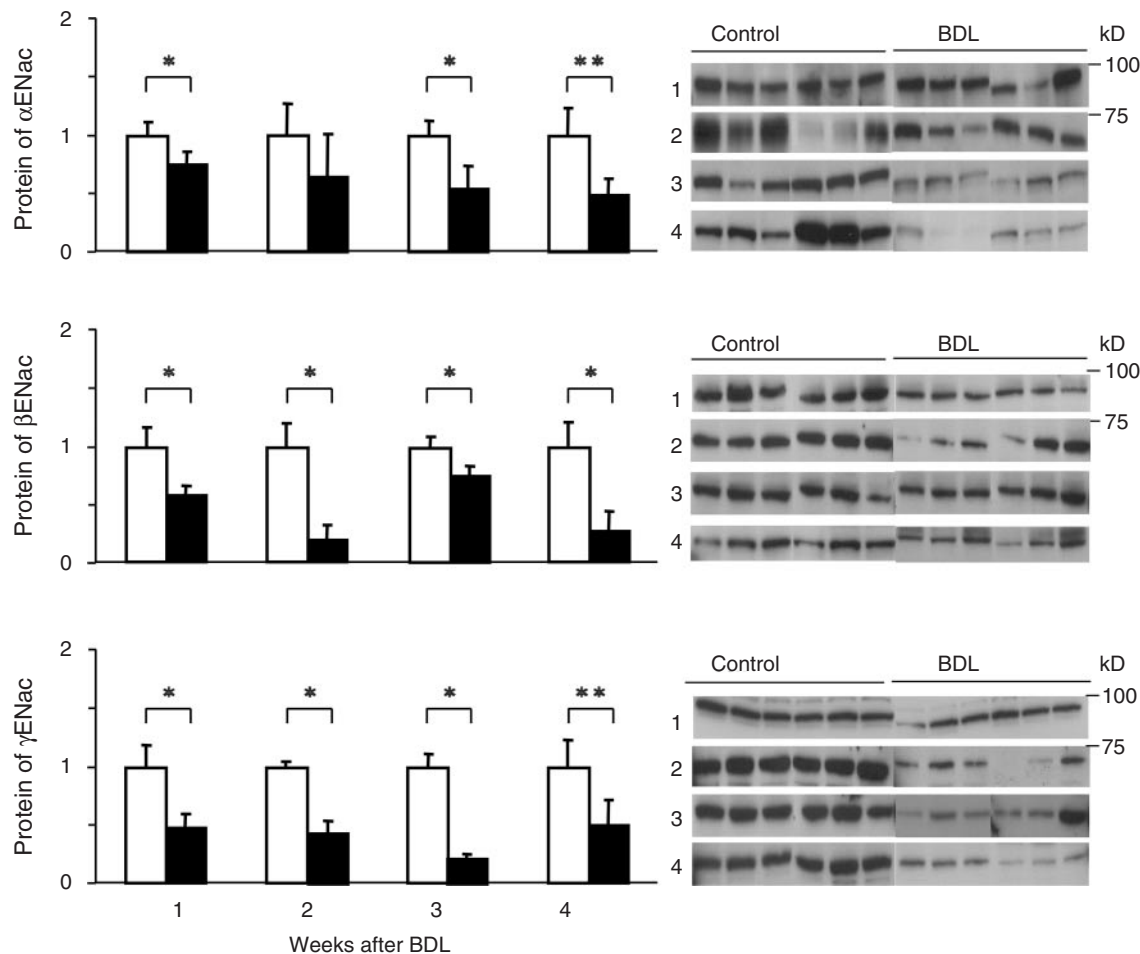 2
1
0
Protein of αENac
*
*
**
Control
BDL
kD
100
75
1
2
3
4
2
1
0
Protein of βENac
*
*
*
*
Control
BDL
kD
100
75
1
2
3
4
2
1
0
Protein of γENac
*
*
*
**
Control
BDL
kD
100
75
1
2
3
4
1 2 3 4
Weeks after BDL